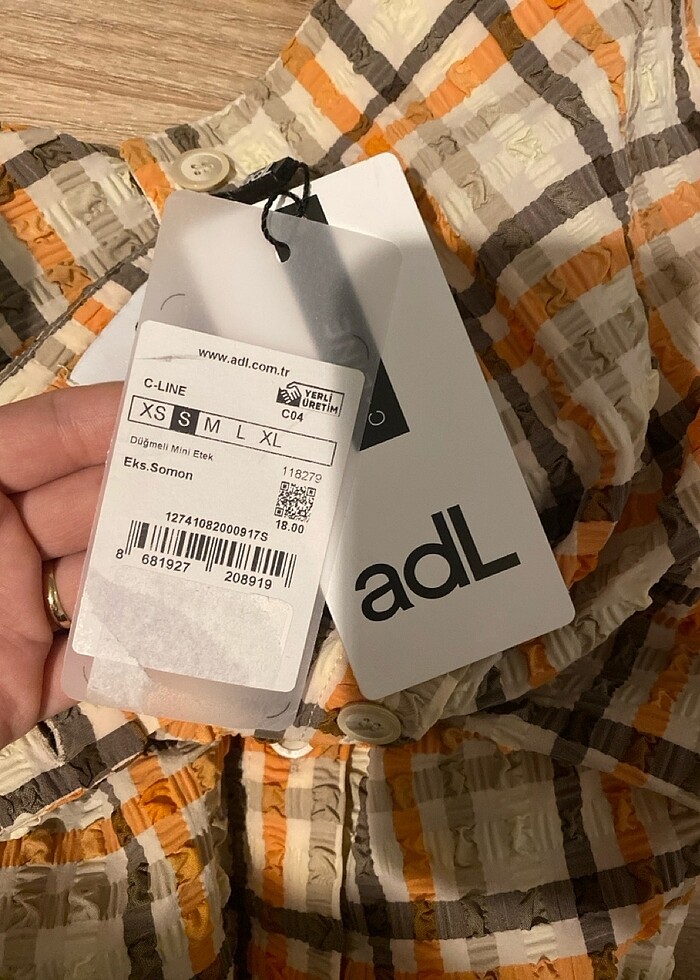 www.adl.com.tr
C-LINE
YERLİ
ÜRETİM
C04
XS S M L XL
Düğmeli Mini Etek
118279
Eks.Somon
18.00
12741082000917S
8 681927 208919
adL